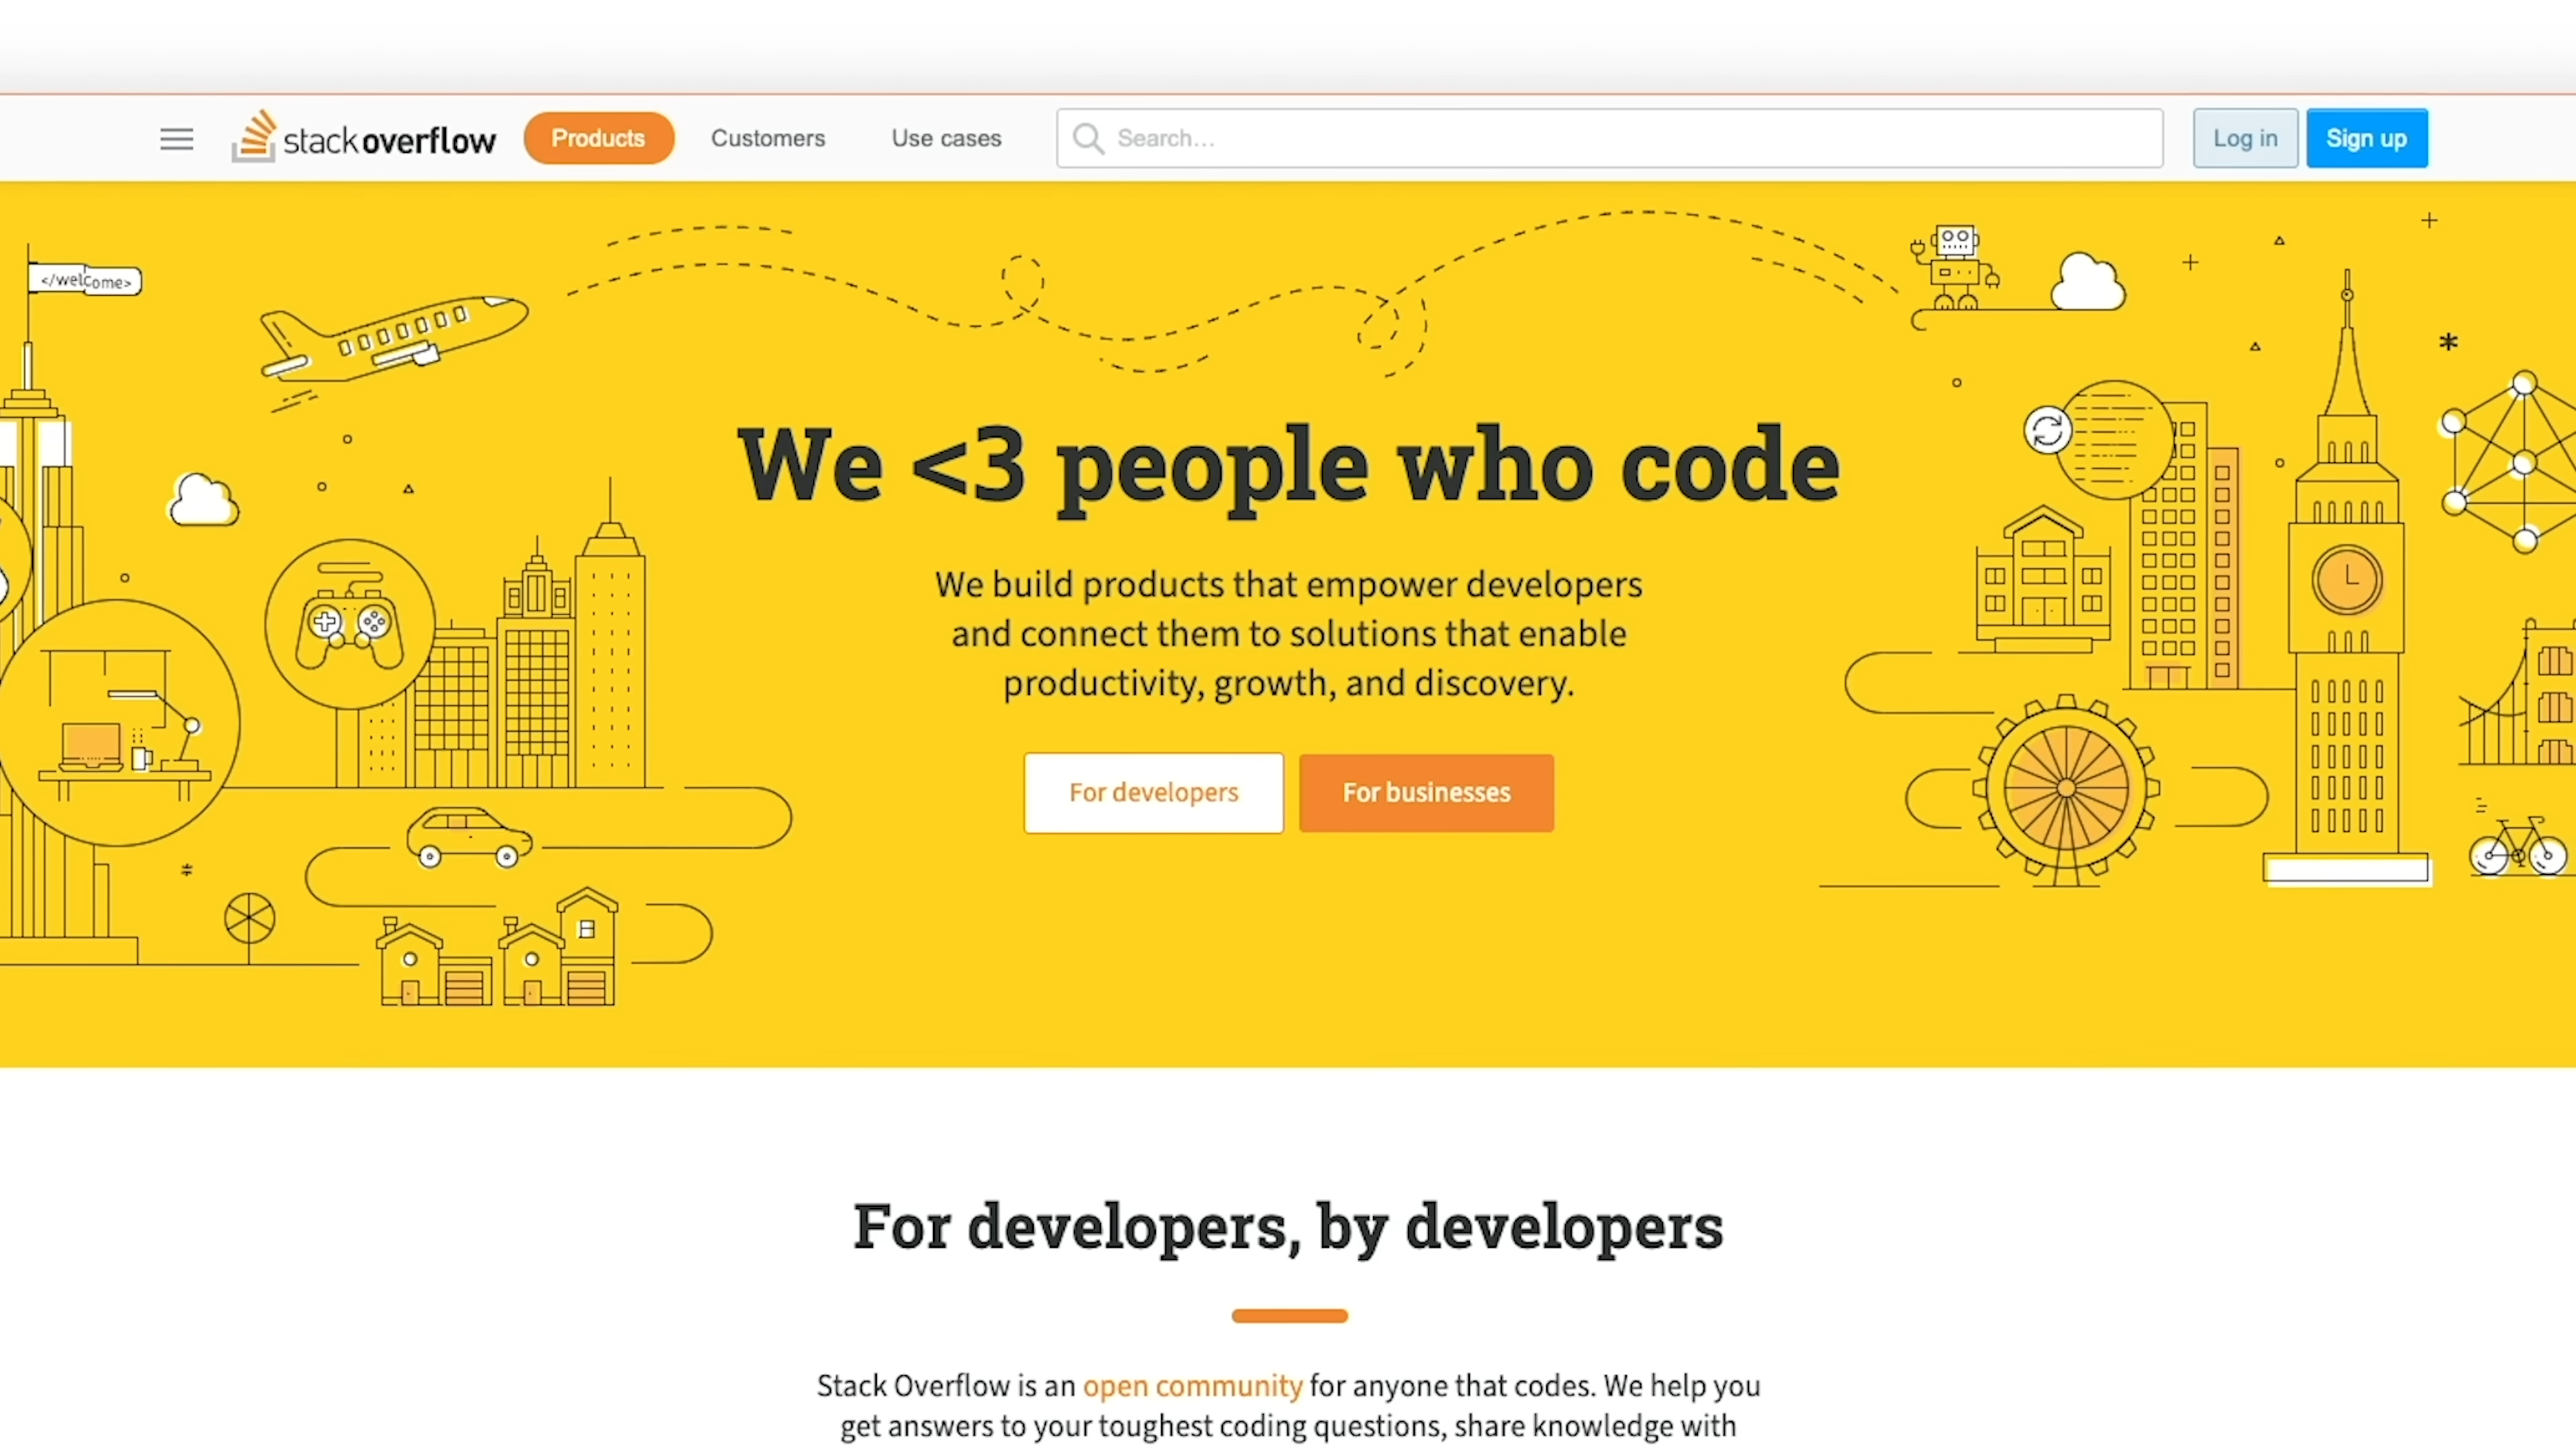 stackoverflow Products Customers Use cases Search... Log in Sign up
</welcome>
We <3 people who code
We build products that empower developers
and connect them to solutions that enable
productivity, growth, and discovery.
For developers For businesses
For developers, by developers
Stack Overflow is an open community for anyone that codes. We help you
get answers to your toughest coding questions, share knowledge with